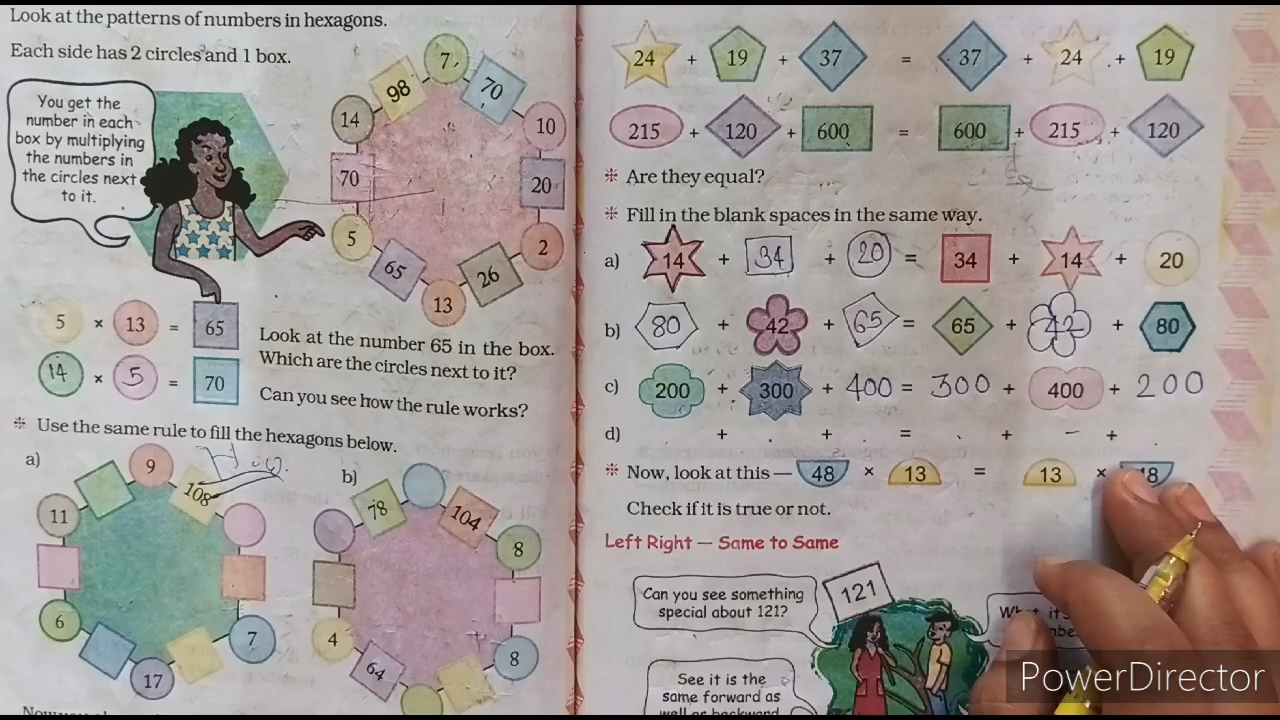 Look at the patterns of numbers in hexagons.
Each side has 2 circles and 1 box.
You get the
number in each
box by multiplying
the numbers in
the circles next
to it.
7
98
70
14
10
70
20
5
2
65
26
13
5 × 13 = 65
14 × 5 = 70
Look at the number 65 in the box.
Which are the circles next to it?
Can you see how the rule works?
* Use the same rule to fill the hexagons below.
a)
9
108
11
6
7
17
b)
78
104
8
4
8
64
24 + 19 + 37 = 37 + 24 + 19
215 + 120 + 600 = 600 + 215 + 120
* Are they equal?
* Fill in the blank spaces in the same way.
a) 14 + 34 + 20 = 34 + 14 + 20
b) 80 + 42 + 65 = 65 + 42 + 80
c) 200 + 300 + 400 = 300 + 400 + 200
d) + + = + +
* Now, look at this — 48 × 13 = 13 × 48
Check if it is true or not.
Left Right — Same to Same
Can you see something
special about 121?
121
See it is the
same forward as
well as backward
PowerDirector